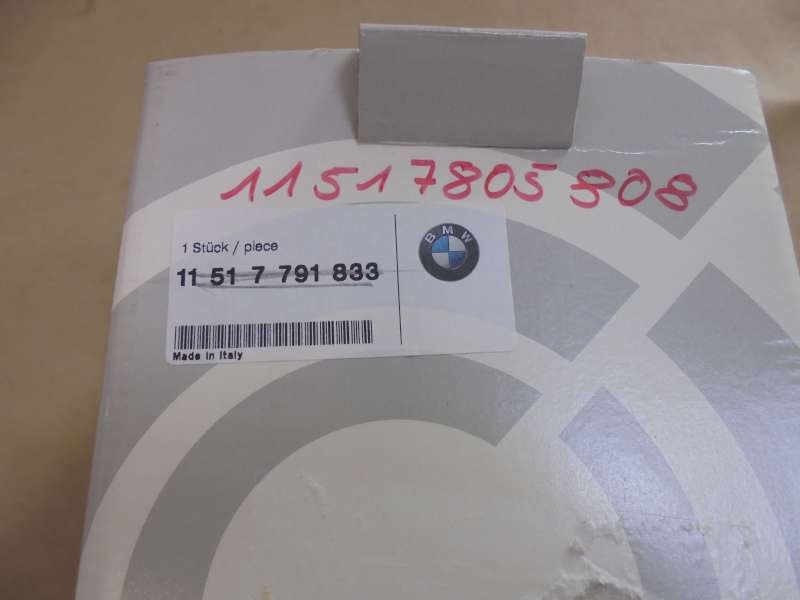 11517805808
1 Stück / piece
BMW
11 51 7 791 833
Made in Italy